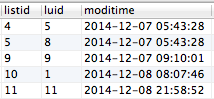 listid luid moditime
4 5 2014-12-07 05:43:28
5 8 2014-12-07 05:43:28
9 9 2014-12-07 09:10:01
10 1 2014-12-08 08:07:46
11 11 2014-12-08 21:58:52